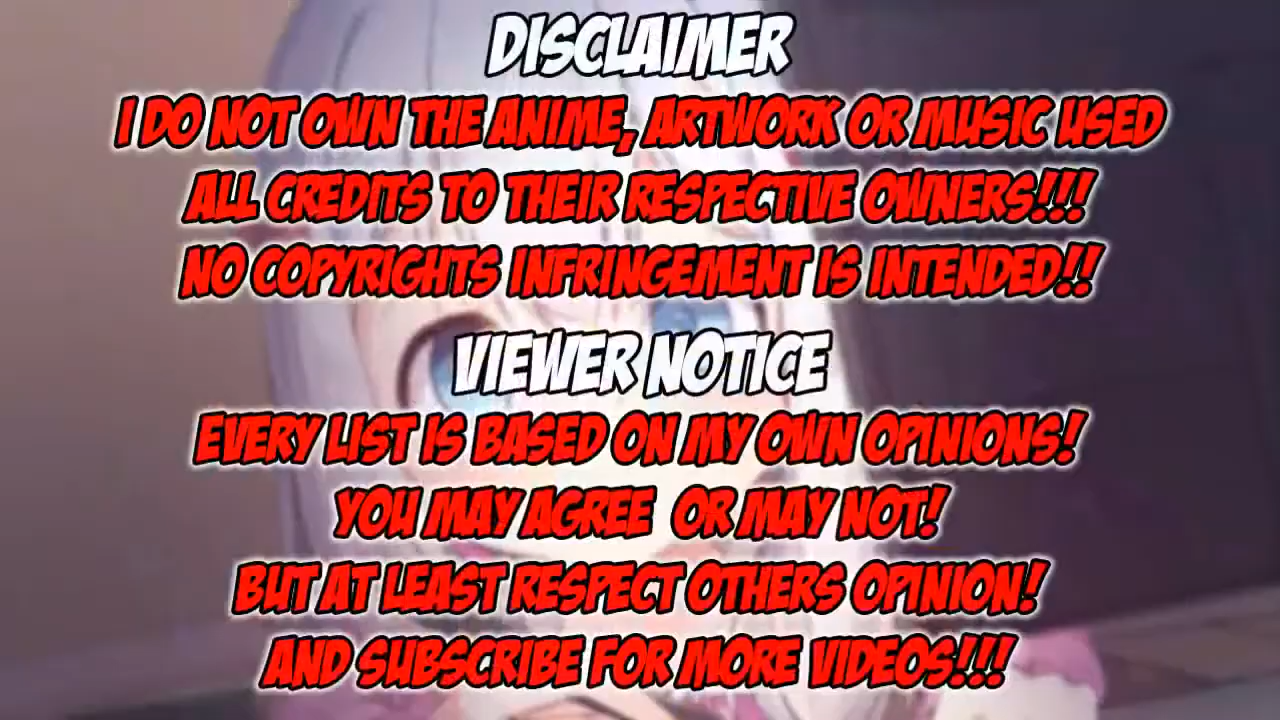 DISCLAIMER
I DO NOT OWN THE ANIME, ARTWORK OR MUSIC USED
ALL CREDITS TO THEIR RESPECTIVE OWNERS!!!
NO COPYRIGHTS INFRINGEMENT IS INTENDED!!
VIEWER NOTICE
EVERY LIST IS BASED ON MY OWN OPINIONS!
YOU MAY AGREE OR MAY NOT!
BUT AT LEAST RESPECT OTHERS OPINION!
AND SUBSCRIBE FOR MORE VIDEOS!!!